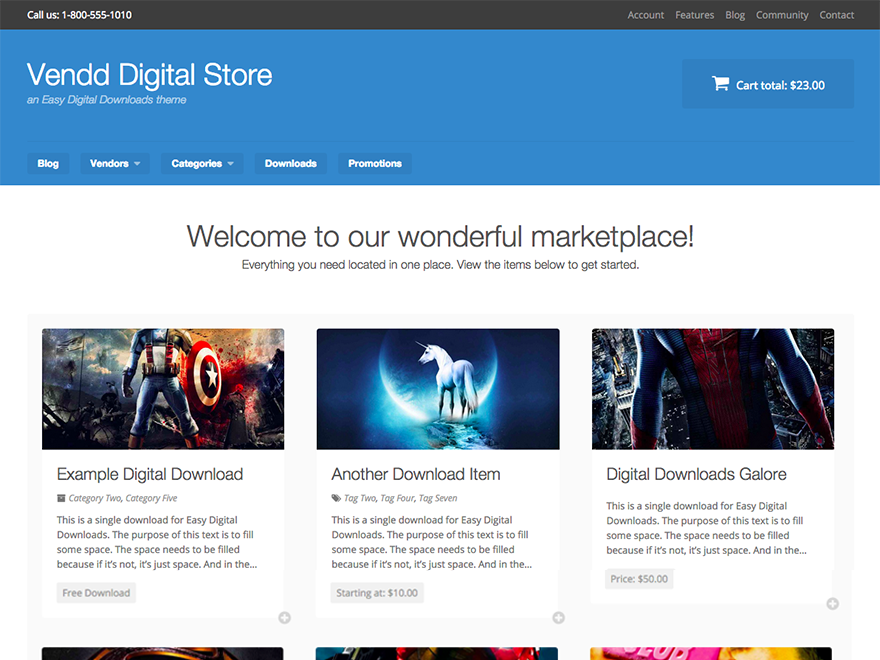 Call us: 1-800-555-1010
Account Features Blog Community Contact
Vendd Digital Store
an Easy Digital Downloads theme
Cart total: $23.00
Blog Vendors Categories Downloads Promotions
Welcome to our wonderful marketplace!
Everything you need located in one place. View the items below to get started.
Example Digital Download
Category Two, Category Five
This is a single download for Easy Digital
Downloads. The purpose of this text is to fill
some space. The space needs to be filled
because if it's not, it's just space. And in the...
Free Download
Another Download Item
Tag Two, Tag Four, Tag Seven
This is a single download for Easy Digital
Downloads. The purpose of this text is to fill
some space. The space needs to be filled
because if it's not, it's just space. And in the...
Starting at: $10.00
Digital Downloads Galore
This is a single download for Easy Digital
Downloads. The purpose of this text is to fill
some space. The space needs to be filled
because if it's not, it's just space. And in the...
Price: $50.00